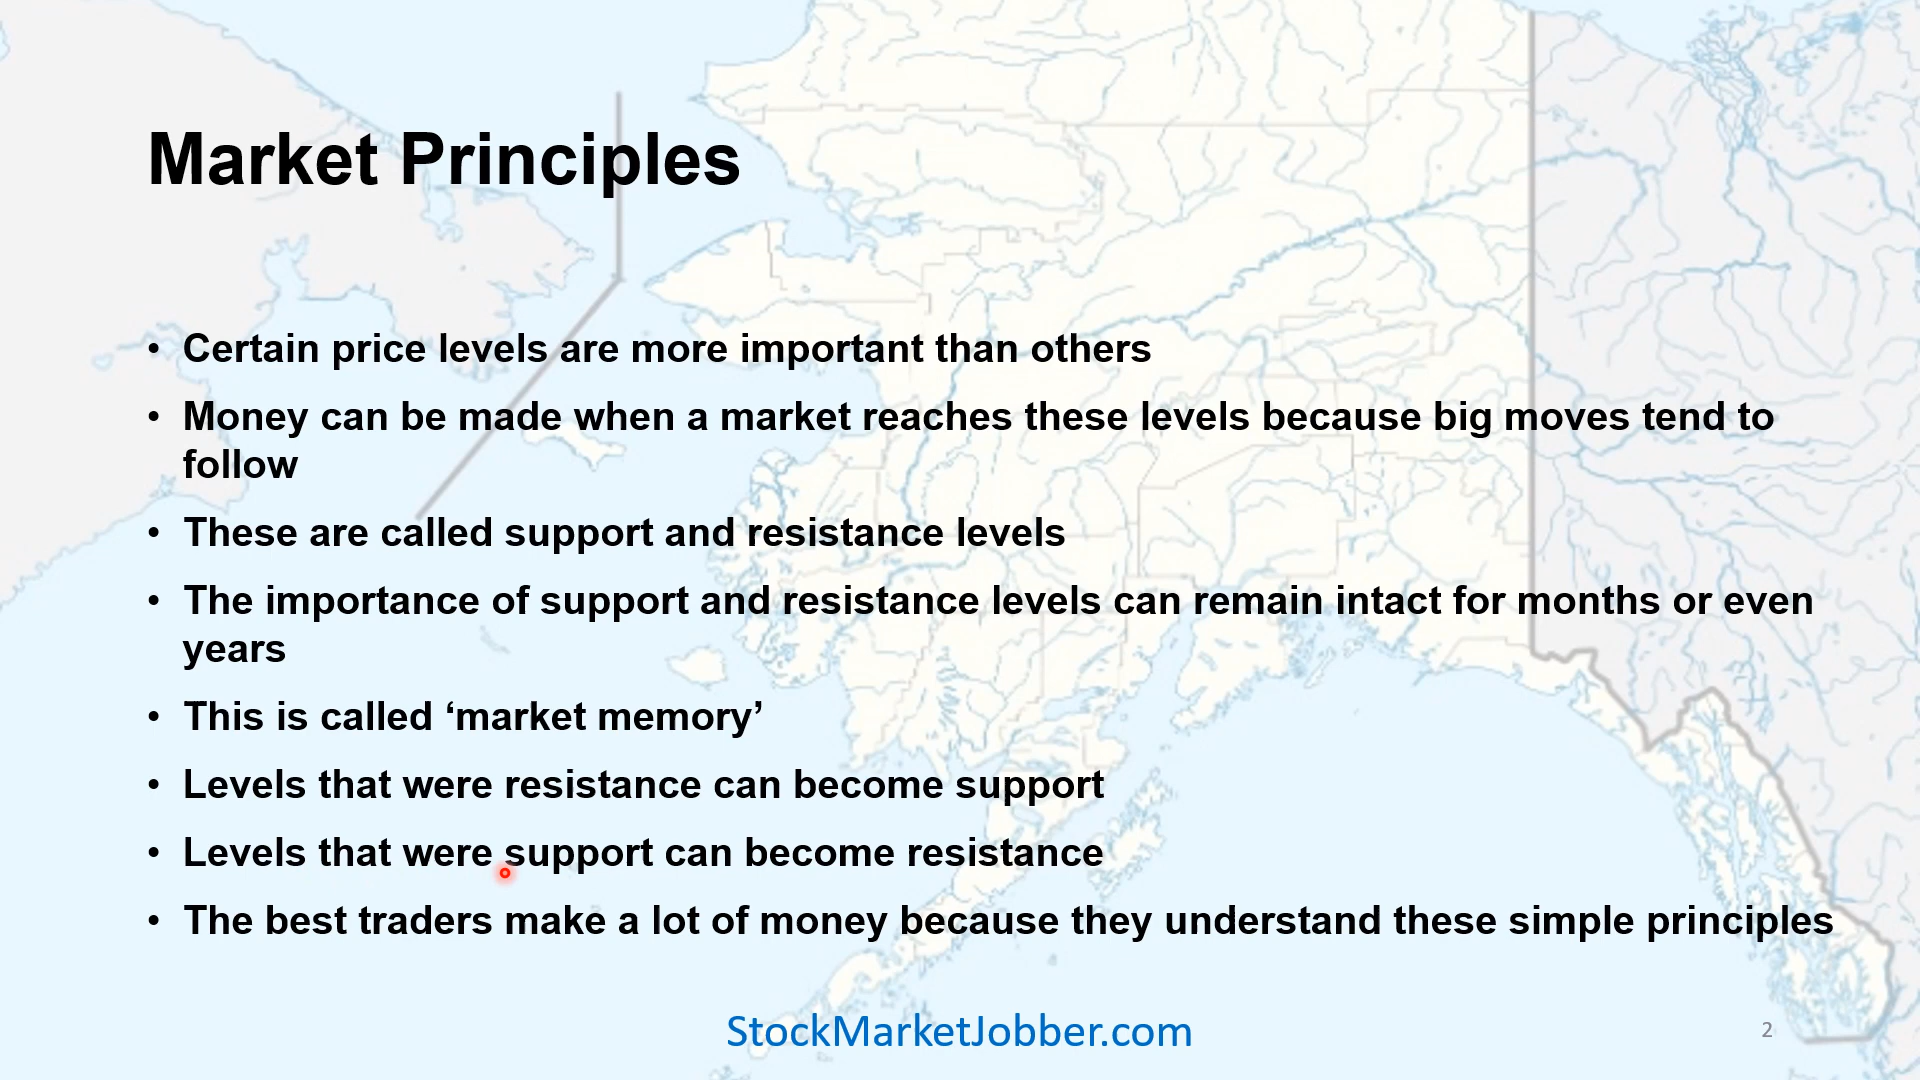 Market Principles
• Certain price levels are more important than others
• Money can be made when a market reaches these levels because big moves tend to
follow
• These are called support and resistance levels
• The importance of support and resistance levels can remain intact for months or even
years
• This is called ‘market memory’
• Levels that were resistance can become support
• Levels that were support can become resistance
• The best traders make a lot of money because they understand these simple principles
StockMarketJobber.com
2